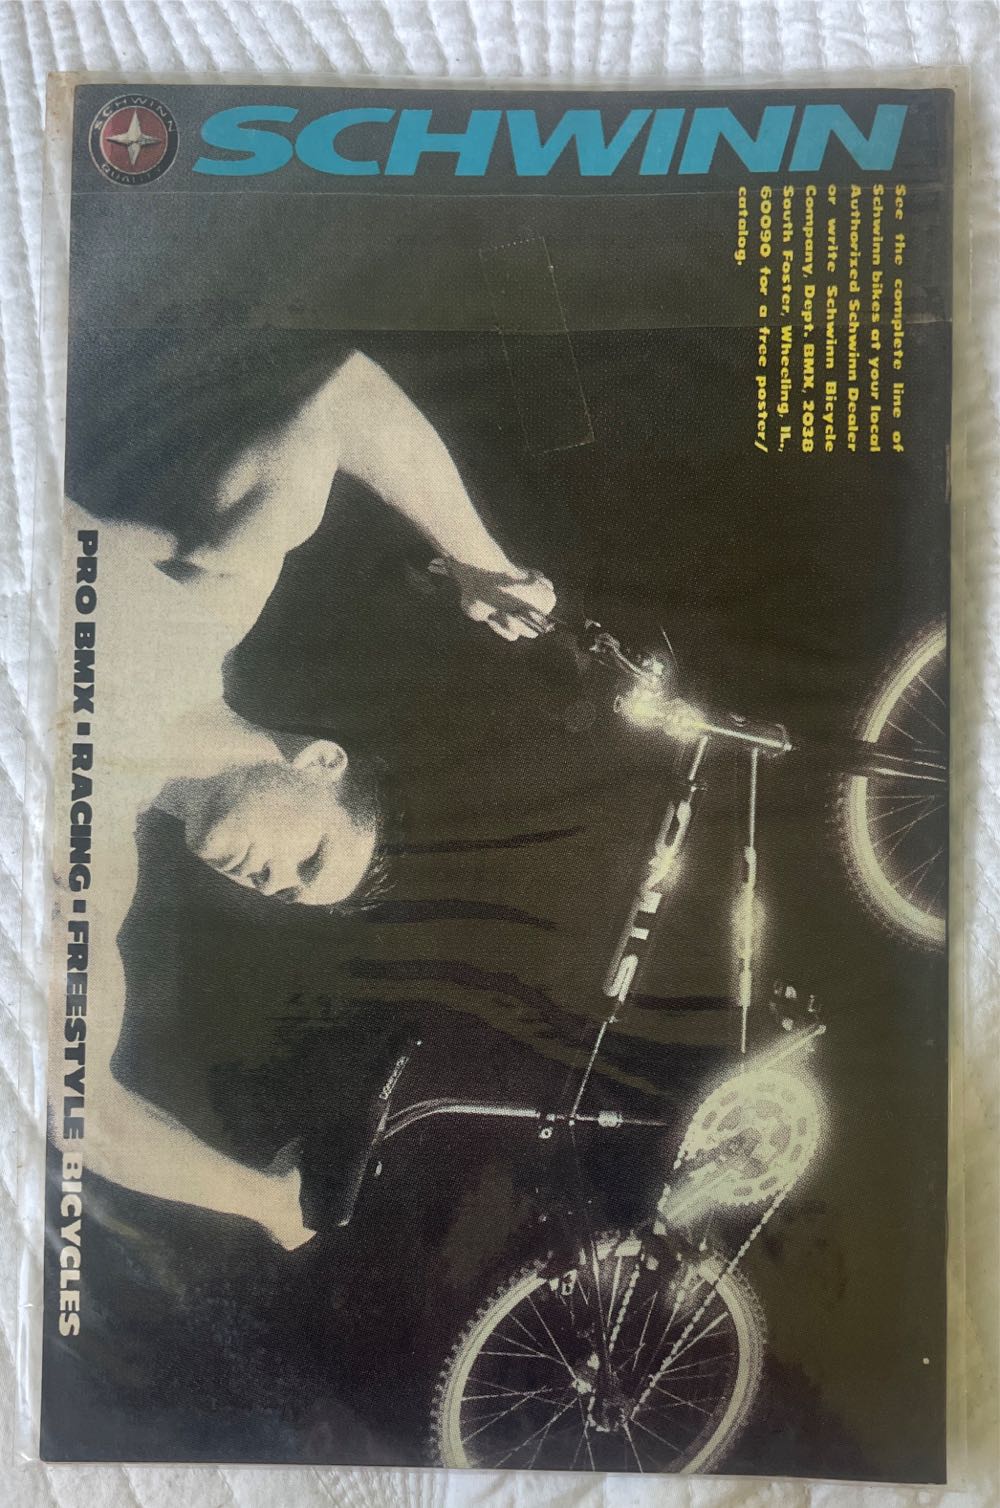 SCHWINN
QUALITY
SCHWINN
See the complete line of
Schwinn bikes at your local
Authorized Schwinn Dealer
or write Schwinn Bicycle
Company, Dept. BMX, 2038
South Foster, Wheeling, IL.,
60090 for a free poster/
catalog.
PRO BMX • RACING • FREESTYLE BICYCLES